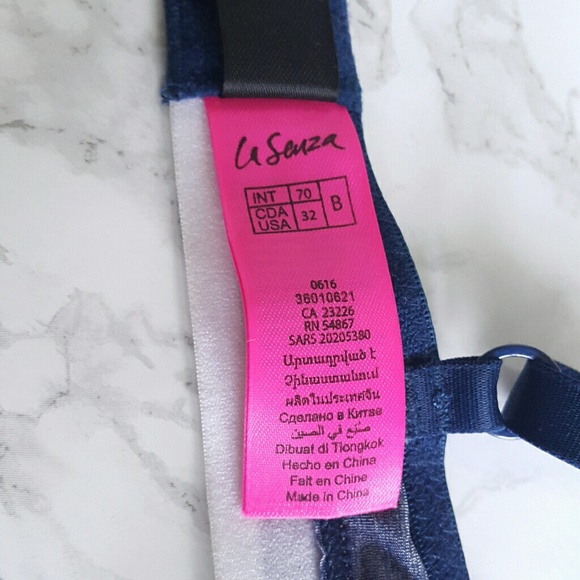 La Senza
INT 70 B
CDA USA 32
0616
36010621
CA 23226
RN 54867
SARS 20205380
Արտադրված է
Չինաստանում
ผลิตในประเทศจีน
Сделано в Китае
صنع في الصين
Dibuat di Tiongkok
Hecho en China
Fait en Chine
Made in China